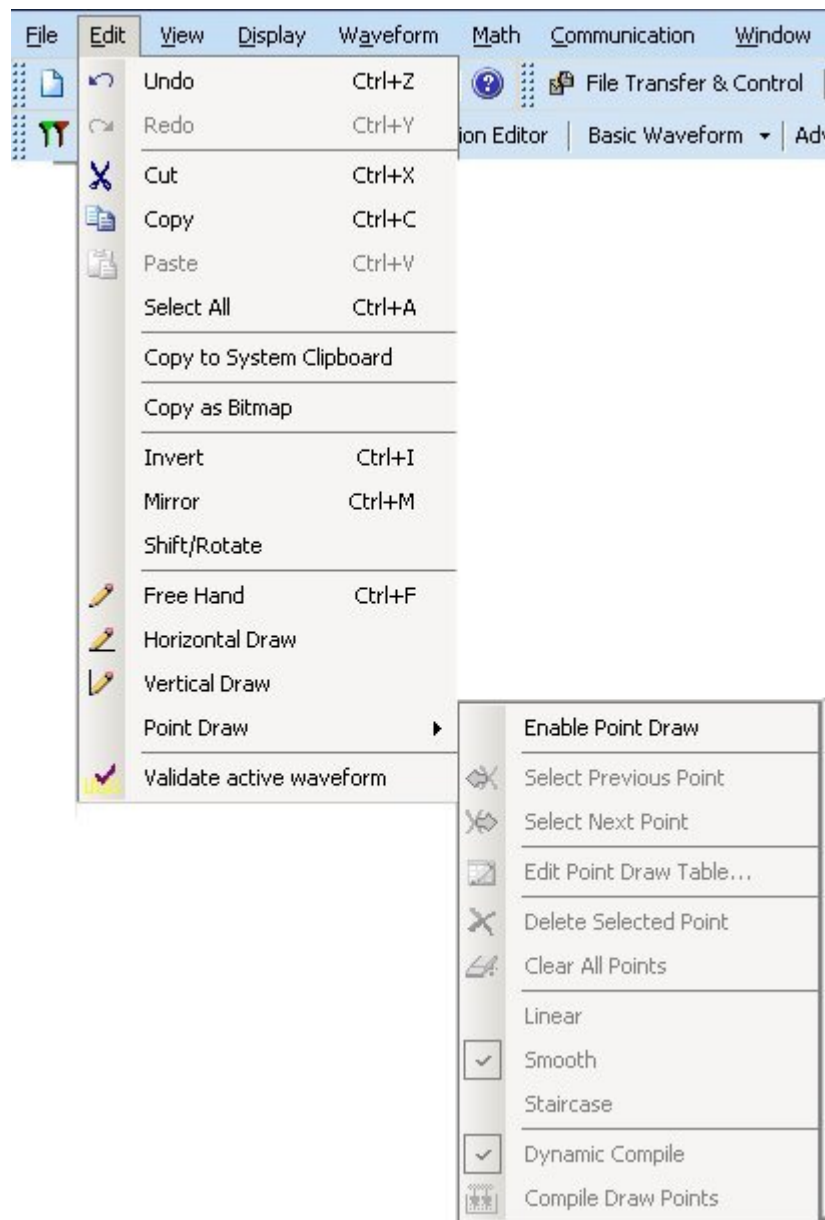 File Edit View Display Waveform Math Communication Window
File Transfer & Control
ion Editor Basic Waveform Adv
Undo Ctrl+Z
Redo Ctrl+Y
Cut Ctrl+X
Copy Ctrl+C
Paste Ctrl+V
Select All Ctrl+A
Copy to System Clipboard
Copy as Bitmap
Invert Ctrl+I
Mirror Ctrl+M
Shift/Rotate
Free Hand Ctrl+F
Horizontal Draw
Vertical Draw
Point Draw
Validate active waveform
Enable Point Draw
Select Previous Point
Select Next Point
Edit Point Draw Table...
Delete Selected Point
Clear All Points
Linear
Smooth
Staircase
Dynamic Compile
Compile Draw Points